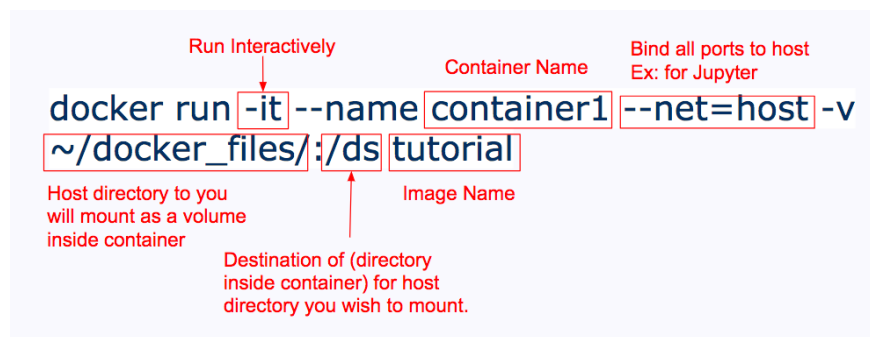 Run Interactively
Container Name
Bind all ports to host
Ex: for Jupyter
docker run -it --name container1 --net=host -v
~/docker_files/:/ds tutorial
Host directory to you
will mount as a volume
inside container
Image Name
Destination of (directory
inside container) for host
directory you wish to mount.